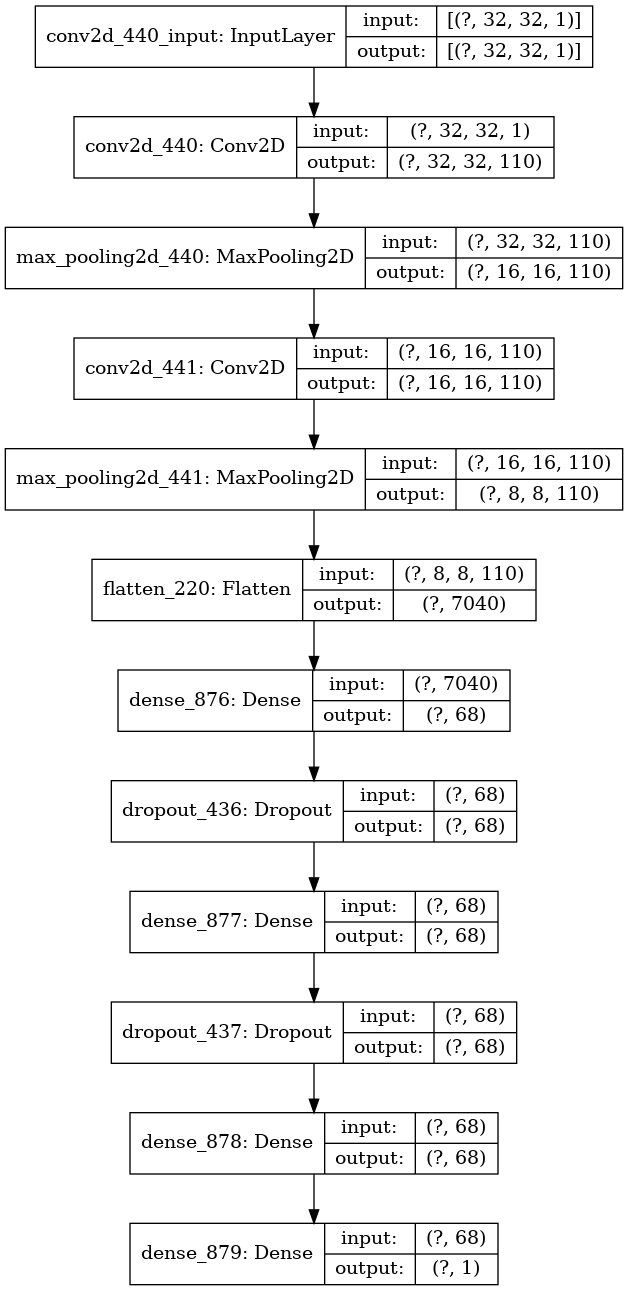 conv2d_440_input: InputLayer
input: [(?, 32, 32, 1)]
output: [(?, 32, 32, 1)]
conv2d_440: Conv2D
input: (?, 32, 32, 1)
output: (?, 32, 32, 110)
max_pooling2d_440: MaxPooling2D
input: (?, 32, 32, 110)
output: (?, 16, 16, 110)
conv2d_441: Conv2D
input: (?, 16, 16, 110)
output: (?, 16, 16, 110)
max_pooling2d_441: MaxPooling2D
input: (?, 16, 16, 110)
output: (?, 8, 8, 110)
flatten_220: Flatten
input: (?, 8, 8, 110)
output: (?, 7040)
dense_876: Dense
input: (?, 7040)
output: (?, 68)
dropout_436: Dropout
input: (?, 68)
output: (?, 68)
dense_877: Dense
input: (?, 68)
output: (?, 68)
dropout_437: Dropout
input: (?, 68)
output: (?, 68)
dense_878: Dense
input: (?, 68)
output: (?, 68)
dense_879: Dense
input: (?, 68)
output: (?, 1)